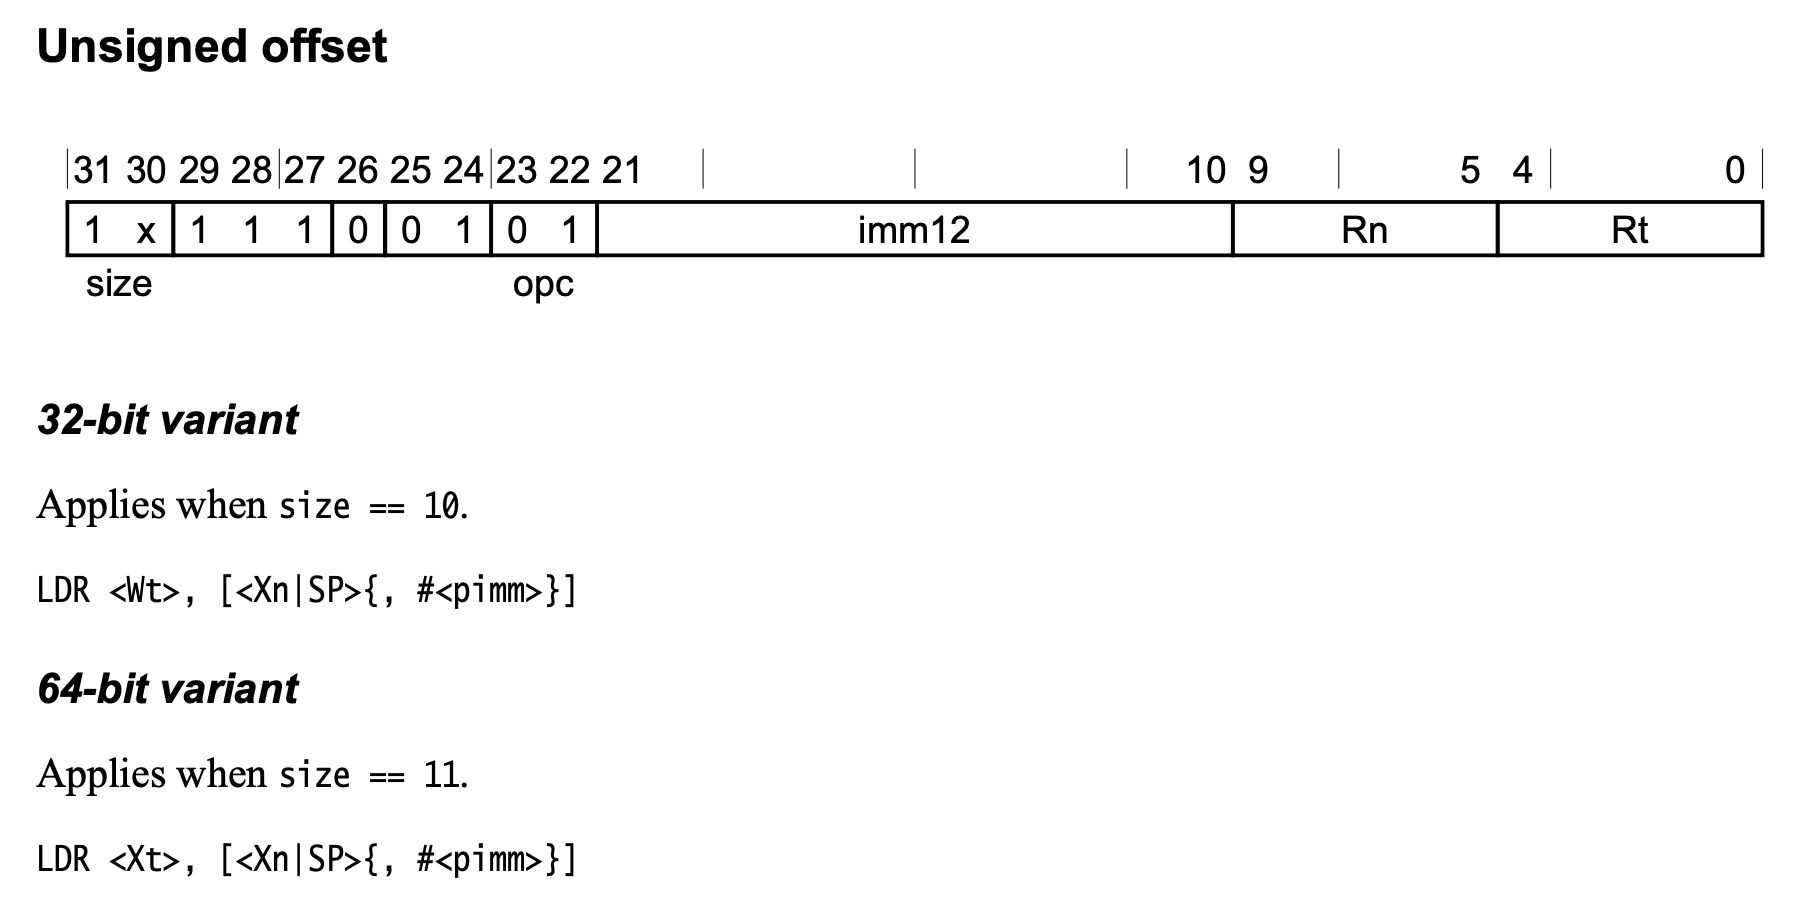 Unsigned offset
31 30 29 28 27 26 25 24 23 22 21 10 9 5 4 0
1 x 1 1 1 0 0 1 0 1 imm12 Rn Rt
size opc
32-bit variant
Applies when size == 10.
LDR <Wt>, [<Xn|SP>{, #<pimm>}]
64-bit variant
Applies when size == 11.
LDR <Xt>, [<Xn|SP>{, #<pimm>}]